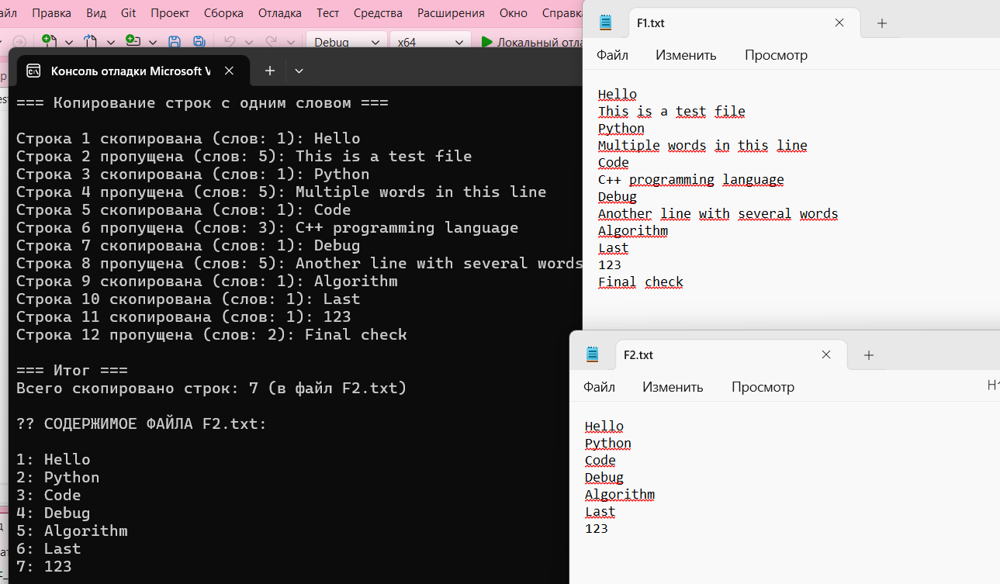 айл Правка Вид Git Проект Сборка Отладка Тест Средства Расширения Окно Справка
Debug x64 Локальный отла
Консоль отладки Microsoft V
=== Копирование строк с одним словом ===
Строка 1 скопирована (слов: 1): Hello
Строка 2 пропущена (слов: 5): This is a test file
Строка 3 скопирована (слов: 1): Python
Строка 4 пропущена (слов: 5): Multiple words in this line
Строка 5 скопирована (слов: 1): Code
Строка 6 пропущена (слов: 3): C++ programming language
Строка 7 скопирована (слов: 1): Debug
Строка 8 пропущена (слов: 5): Another line with several words
Строка 9 скопирована (слов: 1): Algorithm
Строка 10 скопирована (слов: 1): Last
Строка 11 скопирована (слов: 1): 123
Строка 12 пропущена (слов: 2): Final check
=== Итог ===
Всего скопировано строк: 7 (в файл F2.txt)
?? СОДЕРЖИМОЕ ФАЙЛА F2.txt:
1: Hello
2: Python
3: Code
4: Debug
5: Algorithm
6: Last
7: 123
F1.txt
Файл Изменить Просмотр
Hello
This is a test file
Python
Multiple words in this line
Code
C++ programming language
Debug
Another line with several words
Algorithm
Last
123
Final check
F2.txt
Файл Изменить Просмотр
Hello
Python
Code
Debug
Algorithm
Last
123